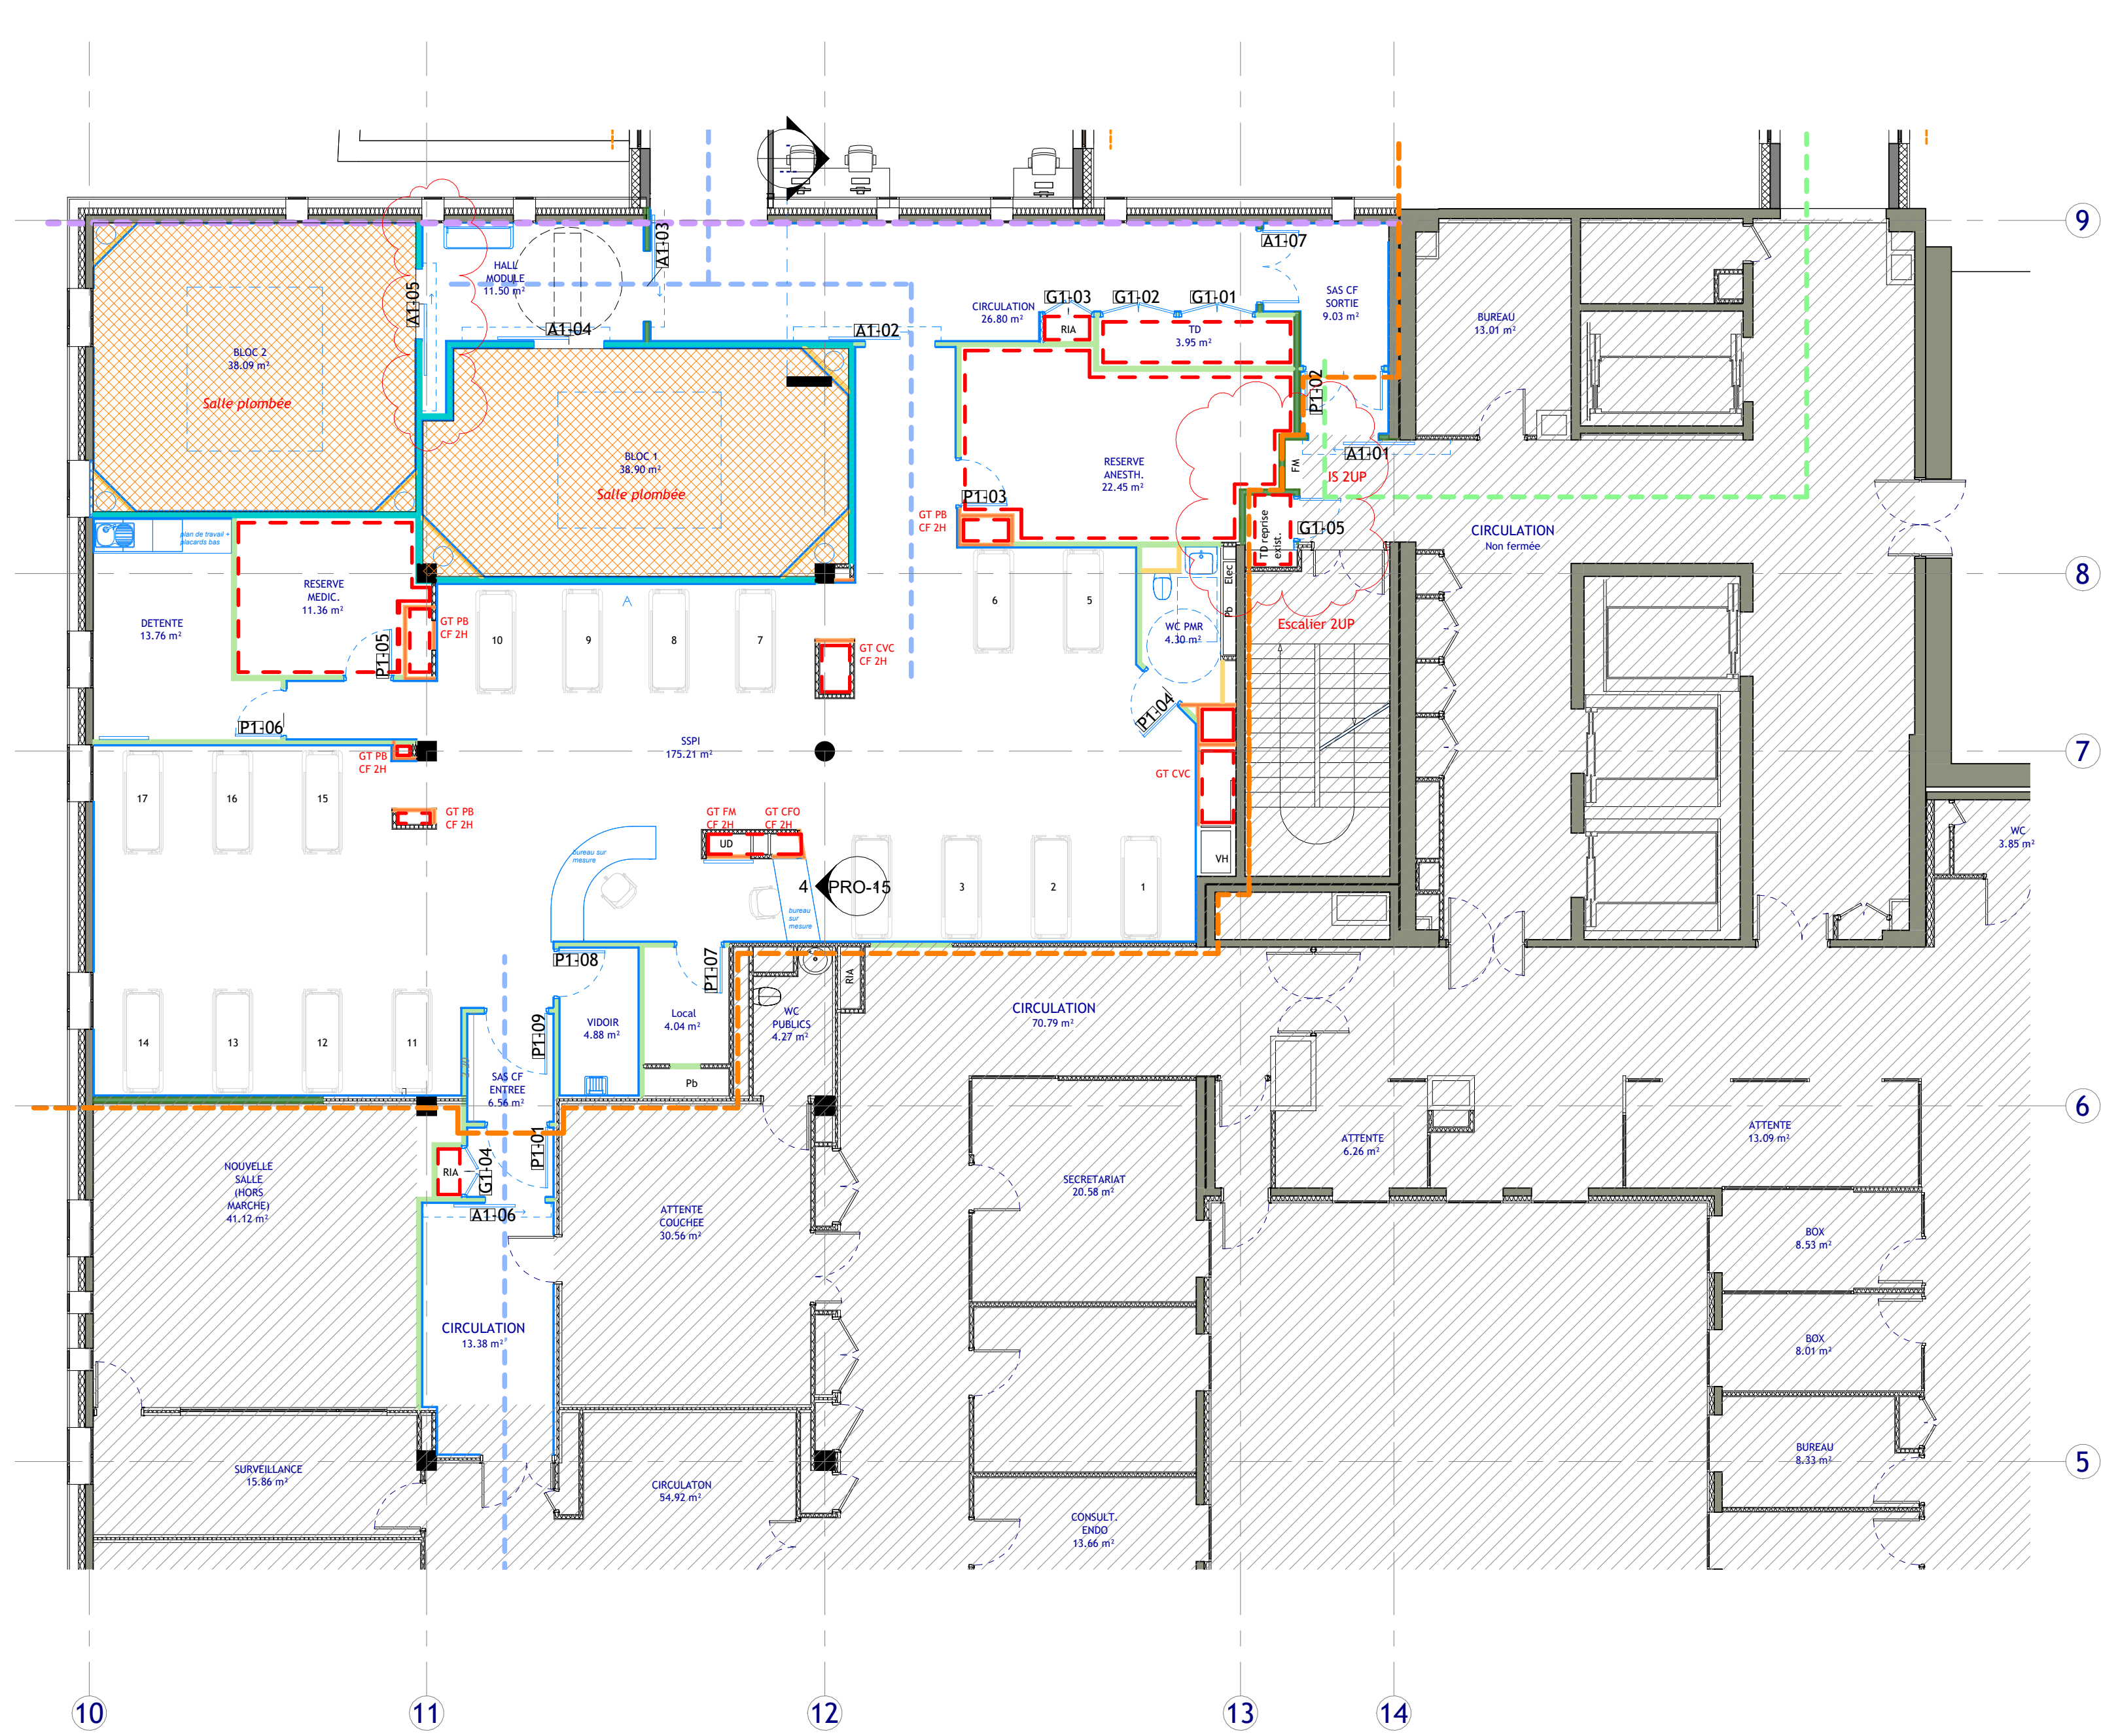 9
A1-03
A1-07
HALL
MODULE
11.50 m²
A1-05
A1-04
A1-02
CIRCULATION
26.80 m²
G1-03
G1-02
G1-01
RIA
TD
3.95 m²
SAS CF
SORTIE
9.03 m²
BUREAU
13.01 m²
BLOC 2
38.09 m²
Salle plombée
BLOC 1
38.90 m²
Salle plombée
P1-02
A1-01
FM
IS 2UP
RESERVE
ANESTH.
22.45 m²
P1-03
GT PB
CF 2H
TD reprise
exist.
G1-05
CIRCULATION
Non fermée
plan de travail +
placards bas
8
RESERVE
MEDIC.
11.36 m²
DETENTE
13.76 m²
P1-05
GT PB
CF 2H
10
9
A
8
7
6
5
Elec
Pb
WC PMR
4.30 m²
Escalier 2UP
GT CVC
CF 2H
P1-04
P1-06
GT PB
CF 2H
SSPI
175.21 m²
7
GT CVC
17
16
15
GT PB
CF 2H
GT FM
CF 2H
GT CFO
CF 2H
UD
VH
bureau sur
mesure
4
PRO-15
3
2
1
bureau
sur
mesure
WC
3.85 m²
P1-08
P1-07
RIA
VIDOIR
4.88 m²
Local
4.04 m²
WC
PUBLICS
4.27 m²
CIRCULATION
70.79 m²
14
13
12
11
P1-09
SAS CF
ENTREE
6.56 m²
Pb
6
P1-01
G1-04
RIA
A1-06
NOUVELLE
SALLE
(HORS
MARCHE)
41.12 m²
ATTENTE
COUCHEE
30.56 m²
SECRETARIAT
20.58 m²
ATTENTE
6.26 m²
ATTENTE
13.09 m²
BOX
8.53 m²
CIRCULATION
13.38 m²
BOX
8.01 m²
SURVEILLANCE
15.86 m²
CIRCULATON
54.92 m²
CONSULT.
ENDO
13.66 m²
BUREAU
8.33 m²
5
10
11
12
13
14